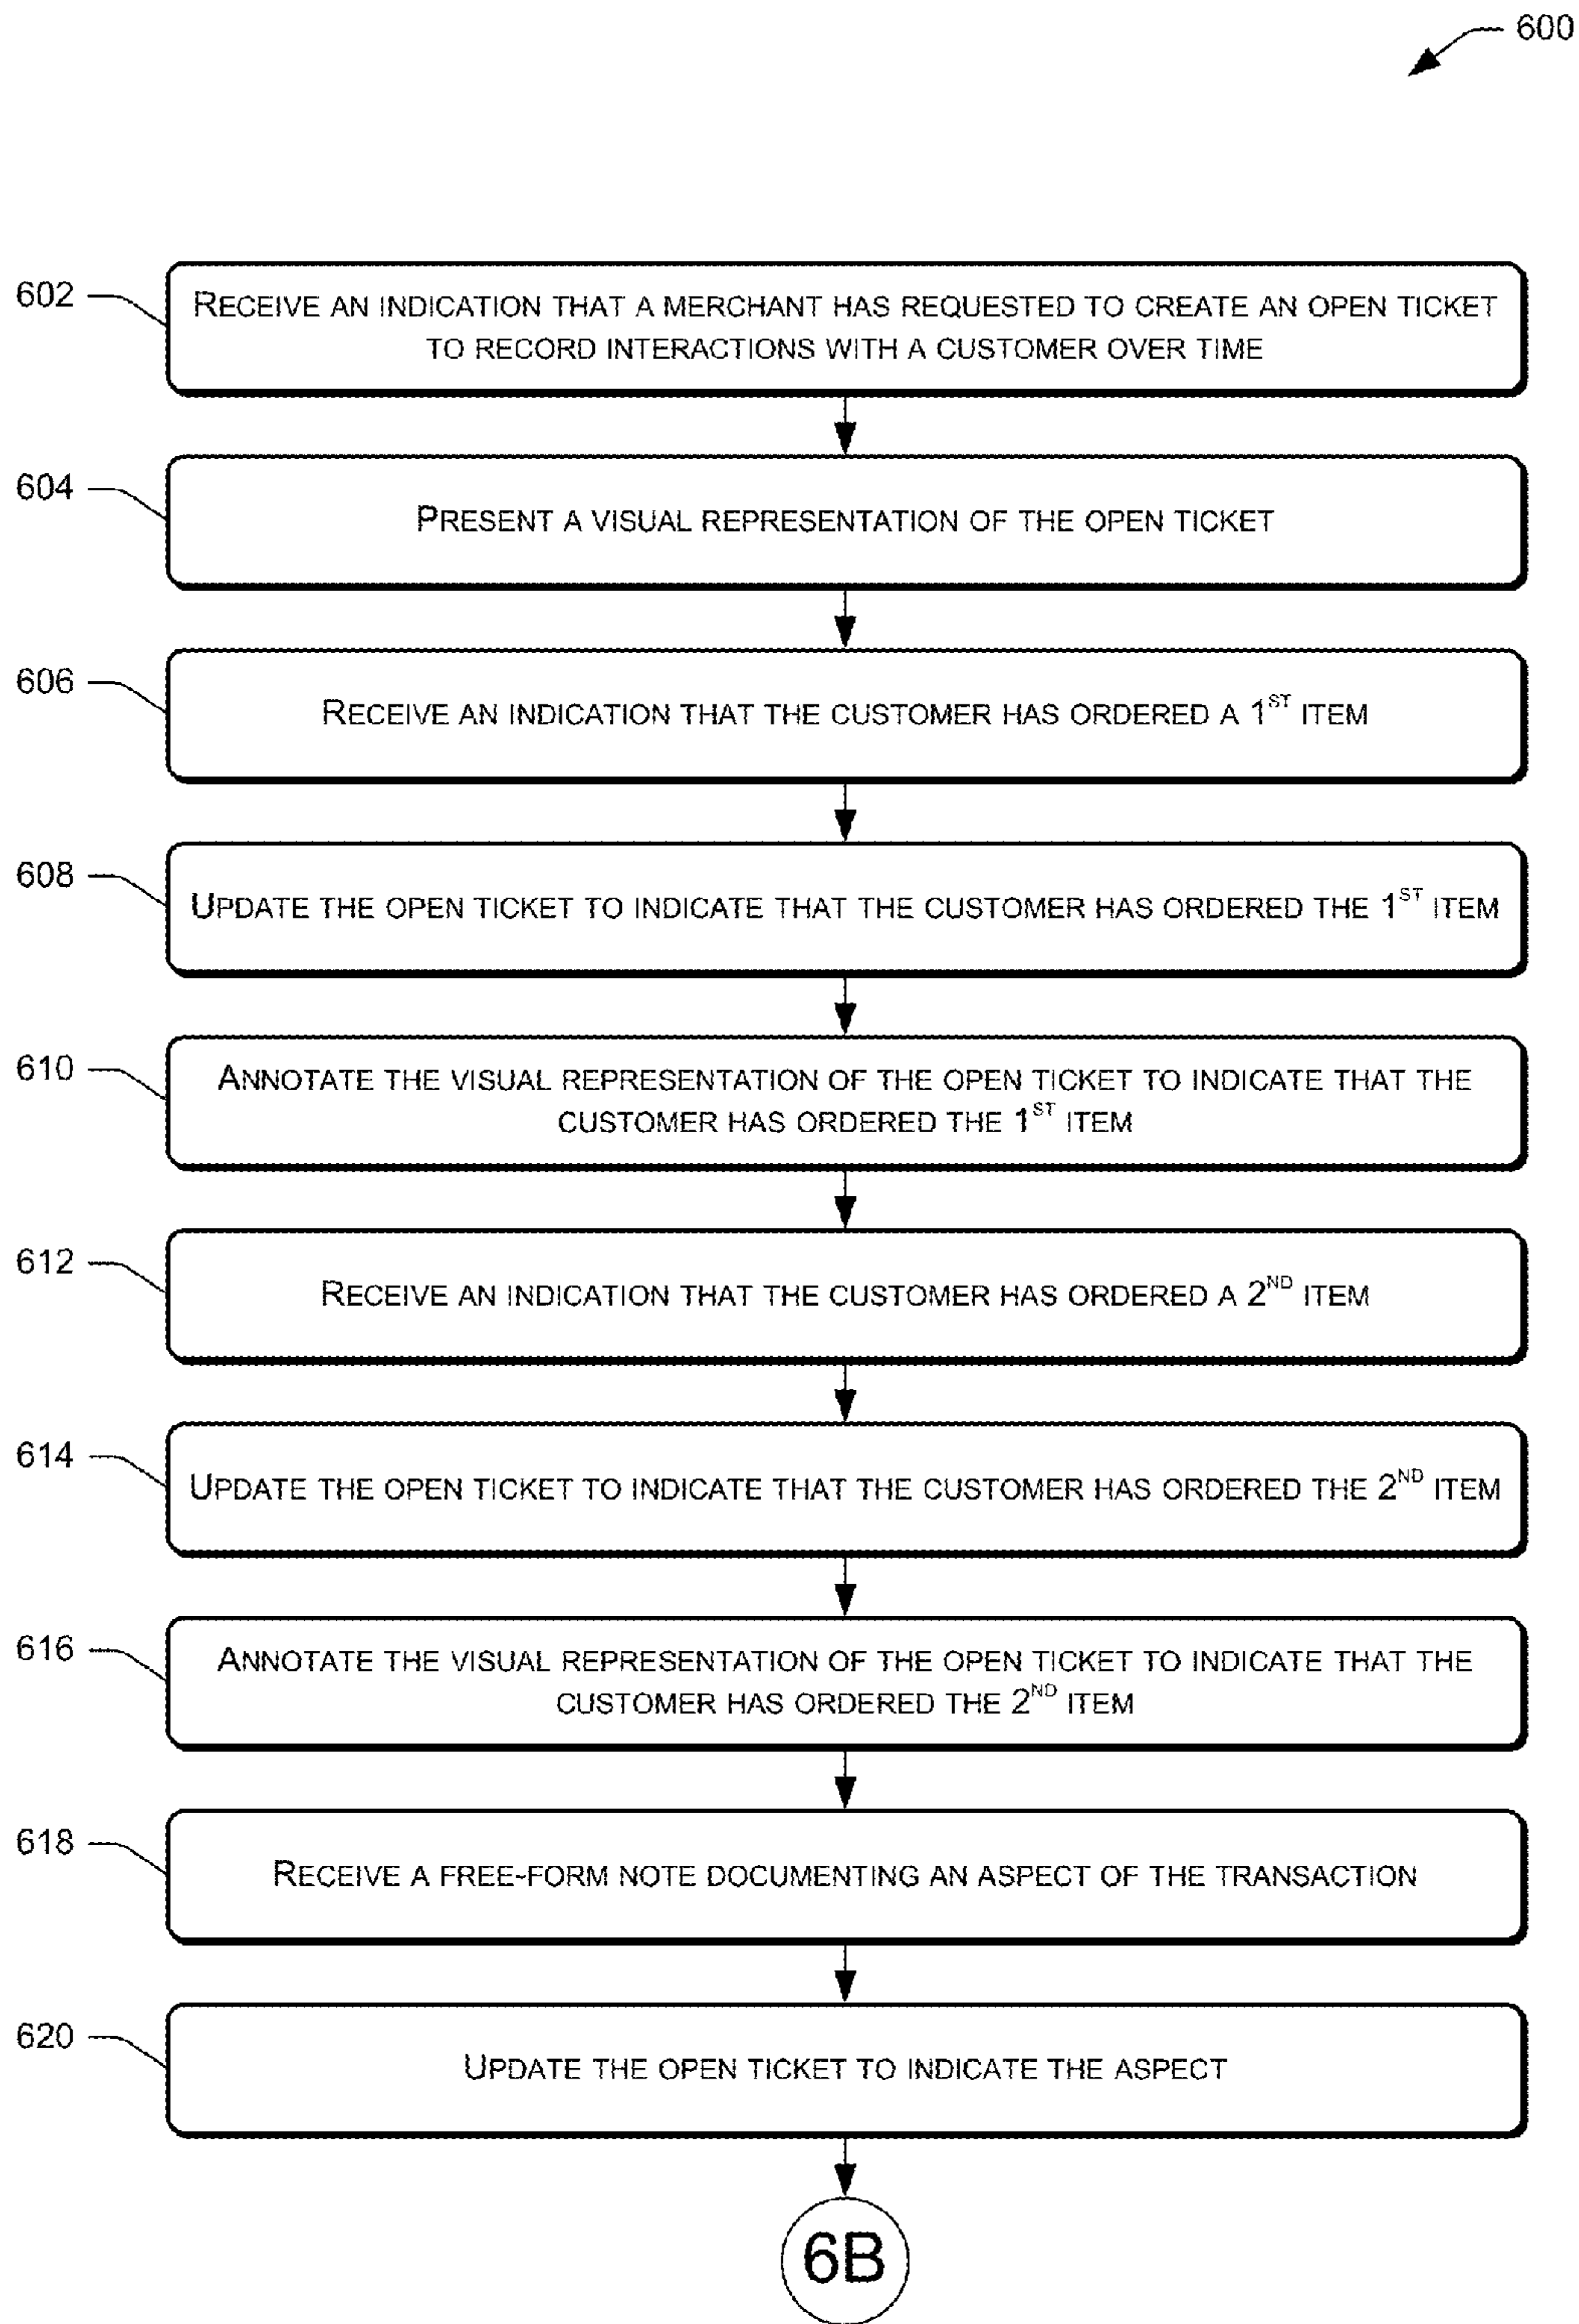 600
602
RECEIVE AN INDICATION THAT A MERCHANT HAS REQUESTED TO CREATE AN OPEN TICKET
TO RECORD INTERACTIONS WITH A CUSTOMER OVER TIME
604
PRESENT A VISUAL REPRESENTATION OF THE OPEN TICKET
606
RECEIVE AN INDICATION THAT THE CUSTOMER HAS ORDERED A 1ST ITEM
608
UPDATE THE OPEN TICKET TO INDICATE THAT THE CUSTOMER HAS ORDERED THE 1ST ITEM
610
ANNOTATE THE VISUAL REPRESENTATION OF THE OPEN TICKET TO INDICATE THAT THE
CUSTOMER HAS ORDERED THE 1ST ITEM
612
RECEIVE AN INDICATION THAT THE CUSTOMER HAS ORDERED A 2ND ITEM
614
UPDATE THE OPEN TICKET TO INDICATE THAT THE CUSTOMER HAS ORDERED THE 2ND ITEM
616
ANNOTATE THE VISUAL REPRESENTATION OF THE OPEN TICKET TO INDICATE THAT THE
CUSTOMER HAS ORDERED THE 2ND ITEM
618
RECEIVE A FREE-FORM NOTE DOCUMENTING AN ASPECT OF THE TRANSACTION
620
UPDATE THE OPEN TICKET TO INDICATE THE ASPECT
6B